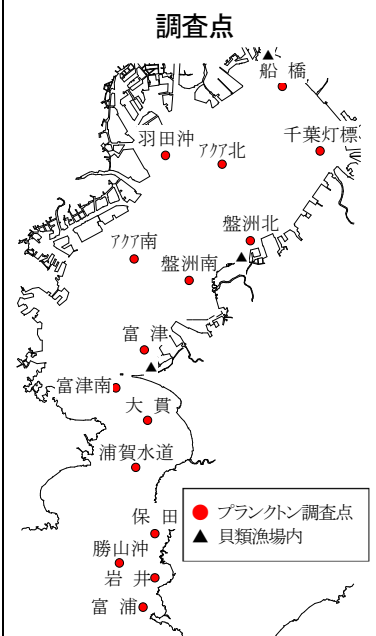 調査点
船 橋
千葉灯標
羽田沖
アクア北
盤洲北
アクア南
盤洲南
富 津
富津南
大 貫
浦賀水道
保 田
プランクトン調査点
貝類漁場内
勝山沖
岩 井
富 浦